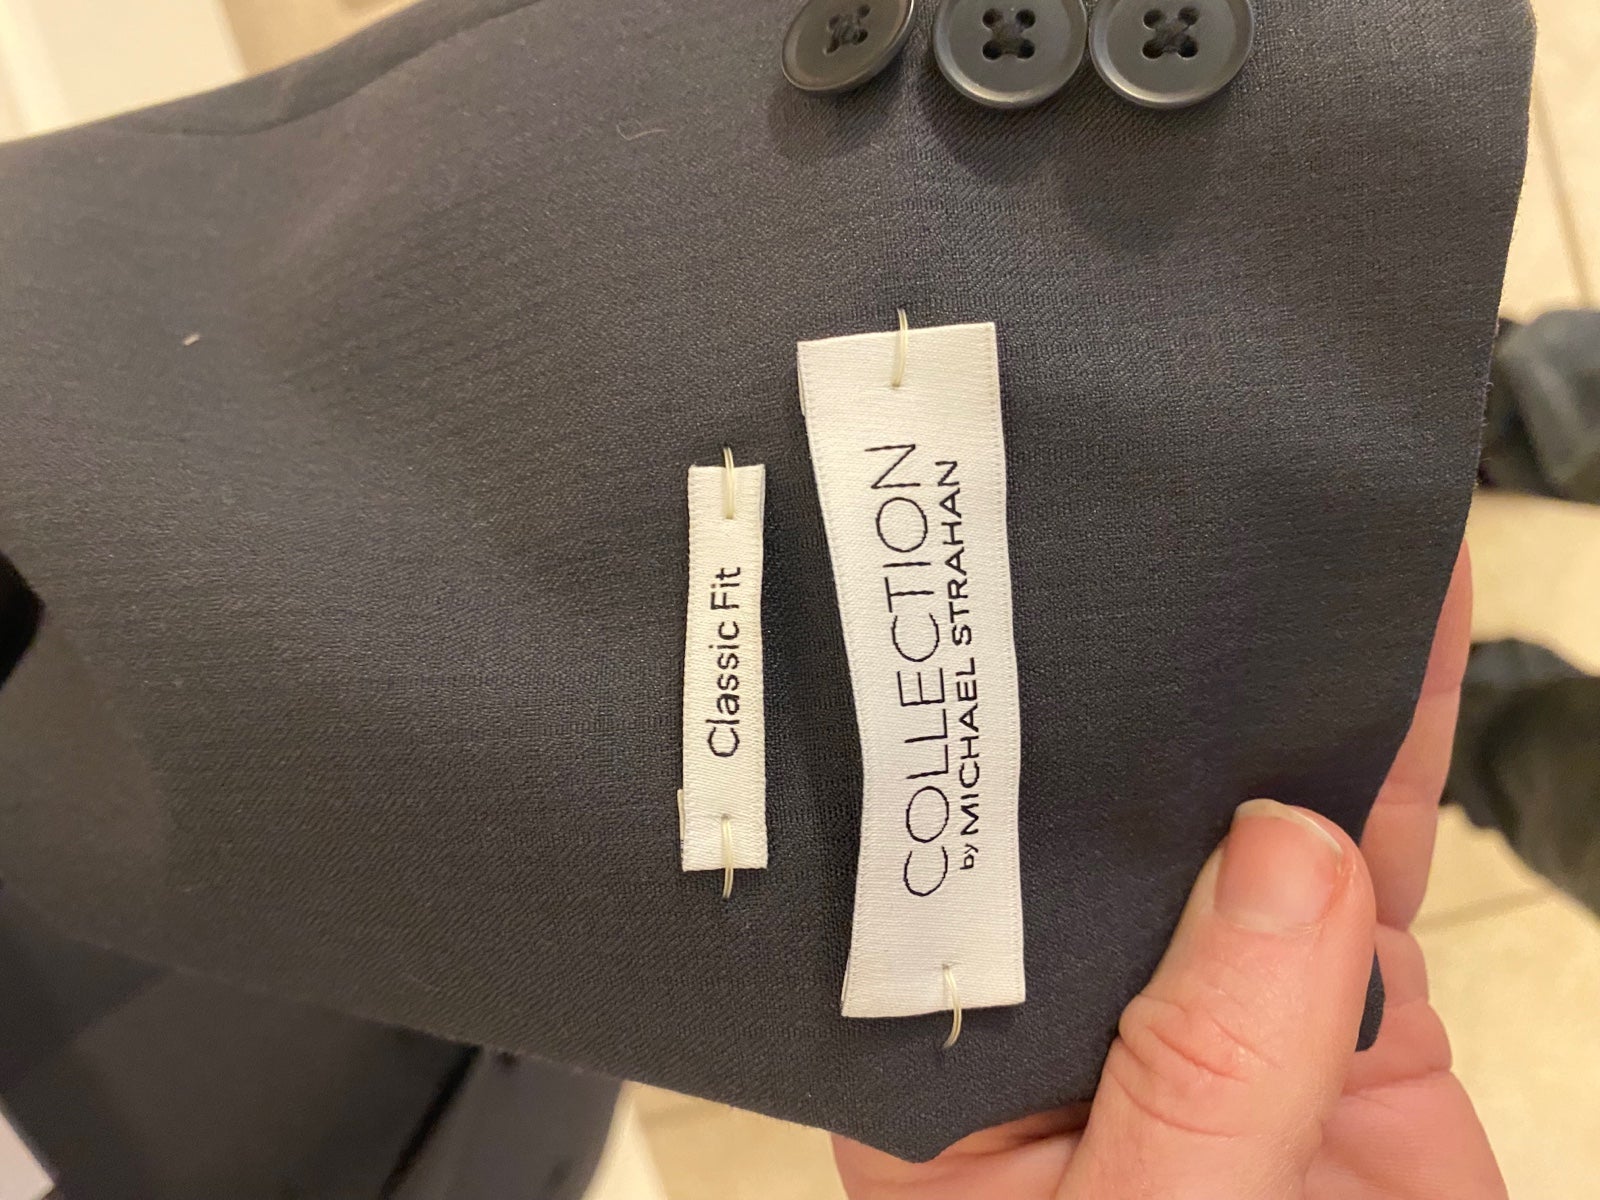 Classic Fit
COLLECTION
by MICHAEL STRAHAN